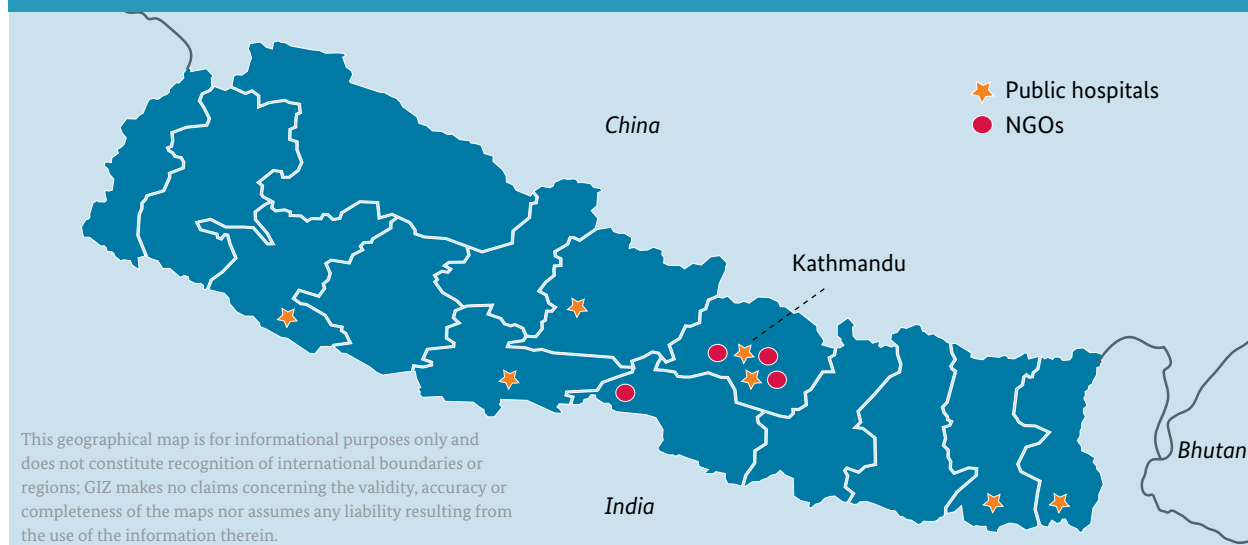 Public hospitals
NGOs
China
Kathmandu
Bhutan
India
This geographical map is for informational purposes only and
does not constitute recognition of international boundaries or
regions; GIZ makes no claims concerning the validity, accuracy or
completeness of the maps nor assumes any liability resulting from
the use of the information therein.